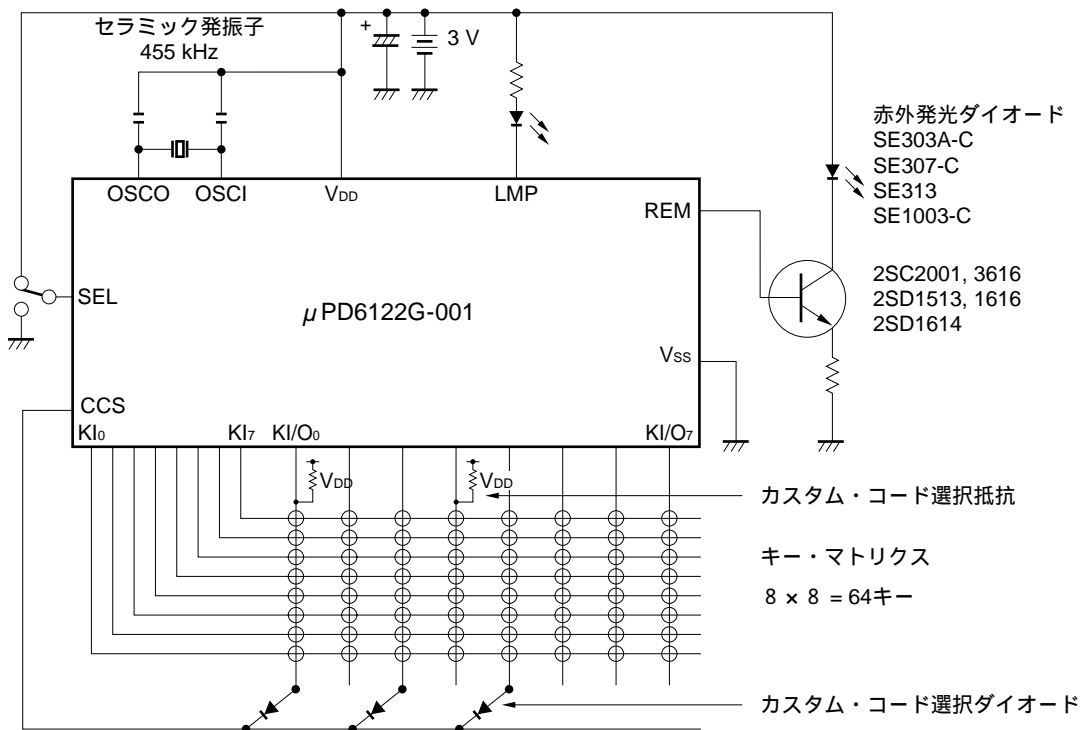 セラミック発振子
455 kHz
+
3 V
赤外発光ダイオード
SE303A-C
SE307-C
SE313
SE1003-C
OSCO
OSCI
VDD
LMP
REM
SEL
μPD6122G-001
2SC2001, 3616
2SD1513, 1616
2SD1614
VSS
CCS
KI0
KI7
KI/O0
KI/O7
VDD
VDD
カスタム・コード選択抵抗
キー・マトリクス
8 × 8 = 64キー
カスタム・コード選択ダイオード